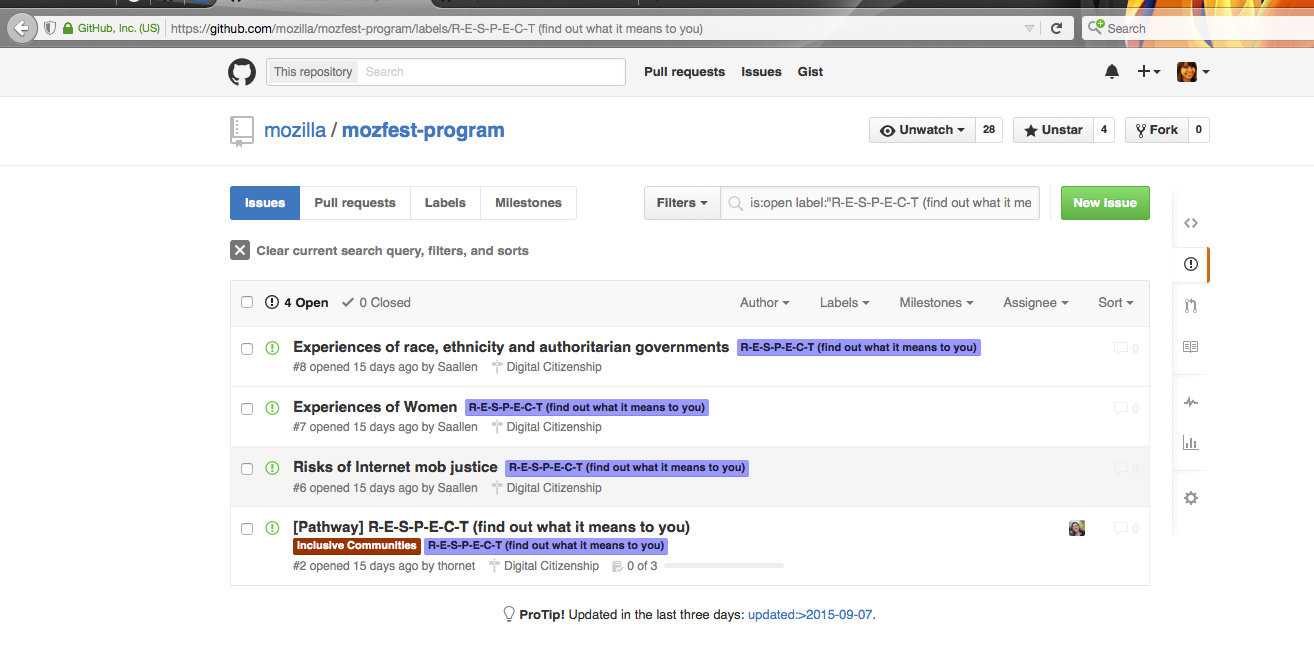 GitHub, Inc. (US) https://github.com/mozilla/mozfest-program/labels/R-E-S-P-E-C-T (find out what it means to you) Search
This repository Search Pull requests Issues Gist
mozilla / mozfest-program Unwatch 28 Unstar 4 Fork 0
Issues Pull requests Labels Milestones Filters is:open label:"R-E-S-P-E-C-T (find out what it me New Issue
Clear current search query, filters, and sorts
4 Open 0 Closed Author Labels Milestones Assignee Sort
Experiences of race, ethnicity and authoritarian governments R-E-S-P-E-C-T (find out what it means to you) 0
#8 opened 15 days ago by Saallen Digital Citizenship
Experiences of Women R-E-S-P-E-C-T (find out what it means to you) 0
#7 opened 15 days ago by Saallen Digital Citizenship
Risks of Internet mob justice R-E-S-P-E-C-T (find out what it means to you) 0
#6 opened 15 days ago by Saallen Digital Citizenship
[Pathway] R-E-S-P-E-C-T (find out what it means to you) 0
Inclusive Communities R-E-S-P-E-C-T (find out what it means to you)
#2 opened 15 days ago by thornet Digital Citizenship 0 of 3
ProTip! Updated in the last three days: updated:>2015-09-07.